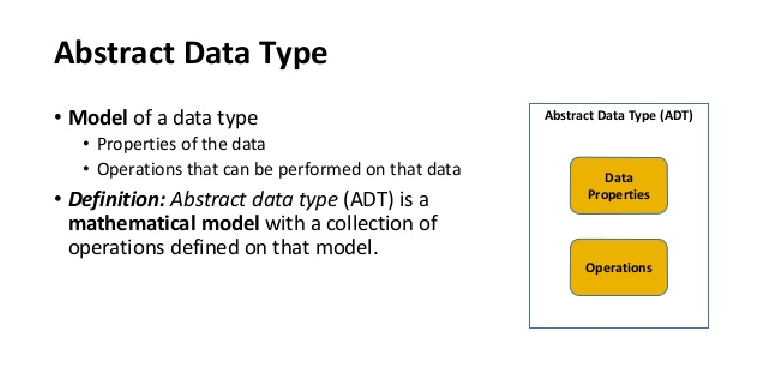 Abstract Data Type
• Model of a data type
• Properties of the data
• Operations that can be performed on that data
• Definition: Abstract data type (ADT) is a
mathematical model with a collection of
operations defined on that model.
Abstract Data Type (ADT)
Data
Properties
Operations